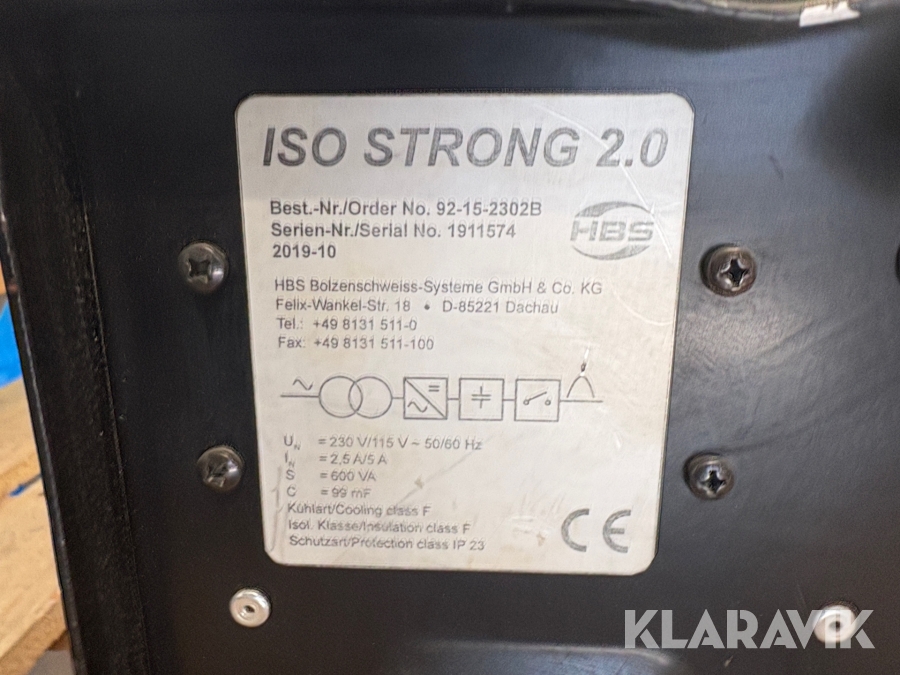 ISO STRONG 2.0
Best.-Nr./Order No. 92-15-2302B
Serien-Nr./Serial No. 1911574
2019-10
HBS
HBS Bolzenschweiss-Systeme GmbH & Co. KG
Felix-Wankel-Str. 18 • D-85221 Dachau
Tel.: +49 8131 511-0
Fax: +49 8131 511-100
U_N = 230 V/115 V ~ 50/60 Hz
I_N = 2,5 A/5 A
S = 600 VA
C = 99 mF
Kühlart/Cooling class F
Isol. Klasse/Insulation class F
Schutzart/Protection class IP 23
CE
KLARAVIK